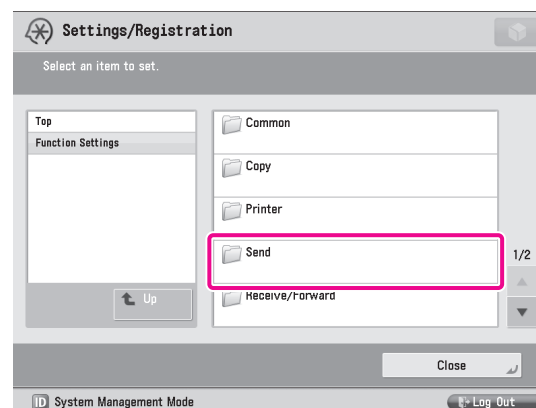 Settings/Registration
Select an item to set.
Top
Function Settings
Up
Common
Copy
Printer
Send
Receive/Forward
1/2
Close
ID System Management Mode
Log Out